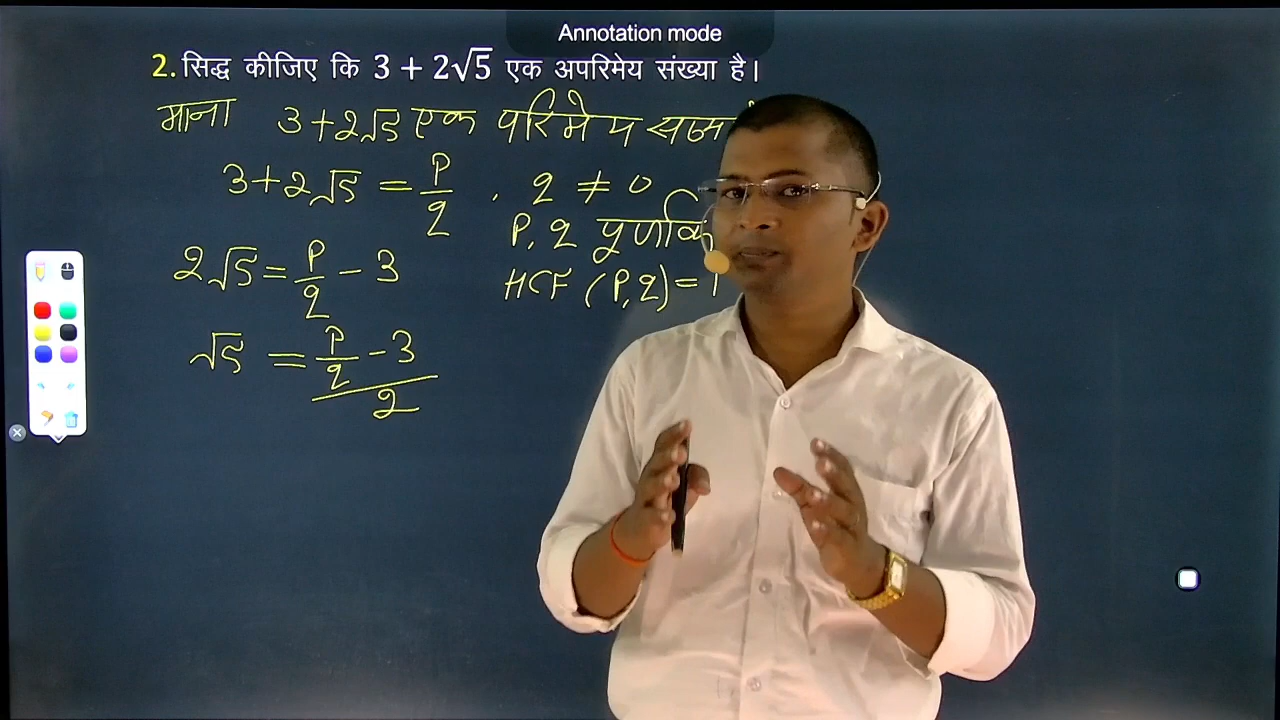 Annotation mode
2. सिद्ध कीजिए कि 3 + 2√5 एक अपरिमेय संख्या है।
माना 3+2√5 एक परिमेय
3+2√5 = P/q , q ≠ 0
P, q
2√5 = P/q - 3
HCF (P,q) = 1
√5 = (P/q - 3)/2